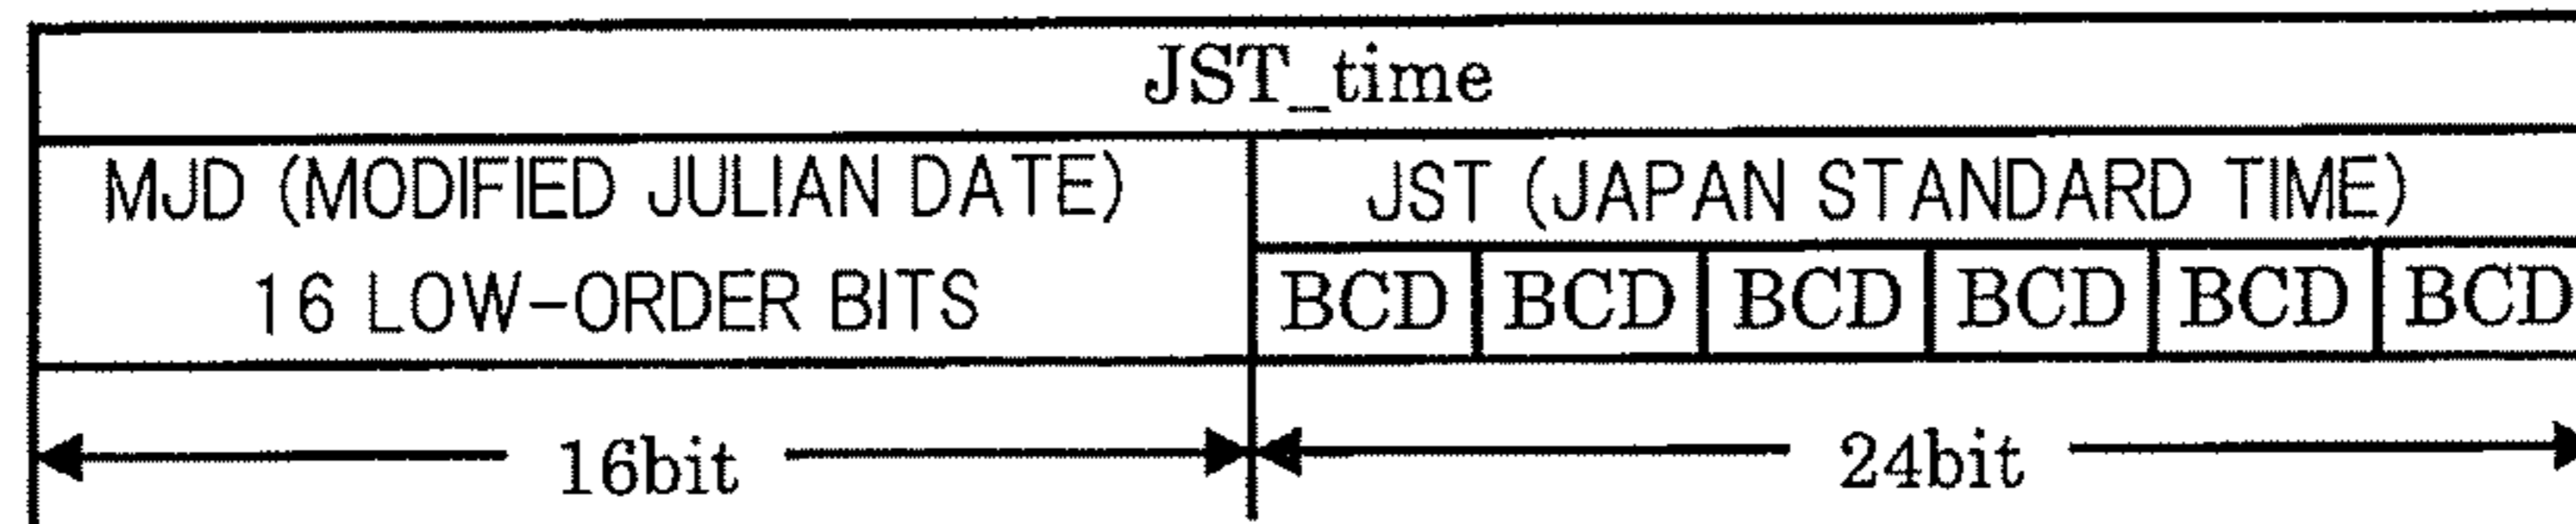 JST_time
MJD (MODIFIED JULIAN DATE)
16 LOW-ORDER BITS
JST (JAPAN STANDARD TIME)
BCD BCD BCD BCD BCD BCD
16bit
24bit